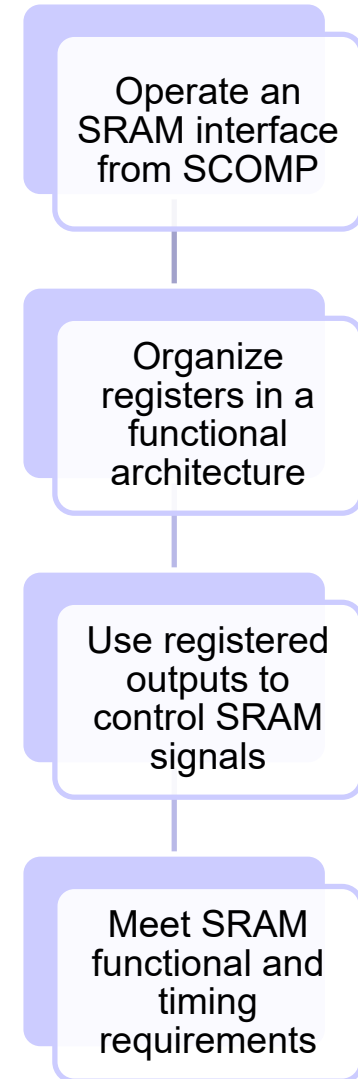 Operate an
SRAM interface
from SCOMP
Organize
registers in a
functional
architecture
Use registered
outputs to
control SRAM
signals
Meet SRAM
functional and
timing
requirements